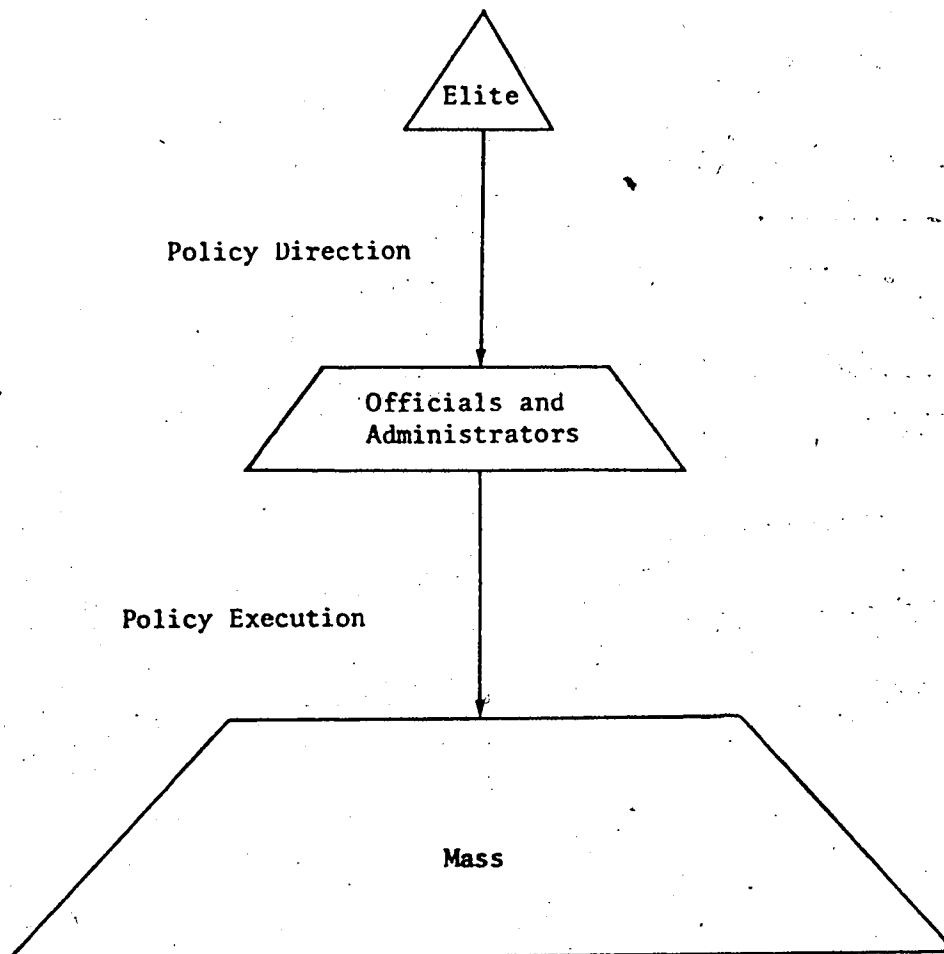 Elite
Policy Direction
Officials and
Administrators
Policy Execution
Mass